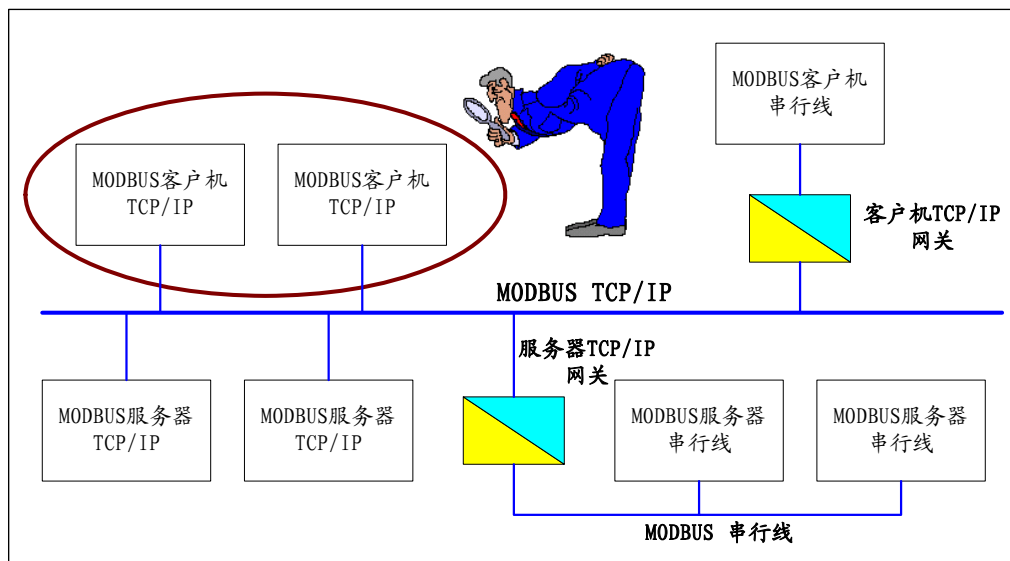 MODBUS客户机
串行线
MODBUS客户机
TCP/IP
MODBUS客户机
TCP/IP
客户机TCP/IP
网关
MODBUS TCP/IP
服务器TCP/IP
网关
MODBUS服务器
TCP/IP
MODBUS服务器
TCP/IP
MODBUS服务器
串行线
MODBUS服务器
串行线
MODBUS 串行线